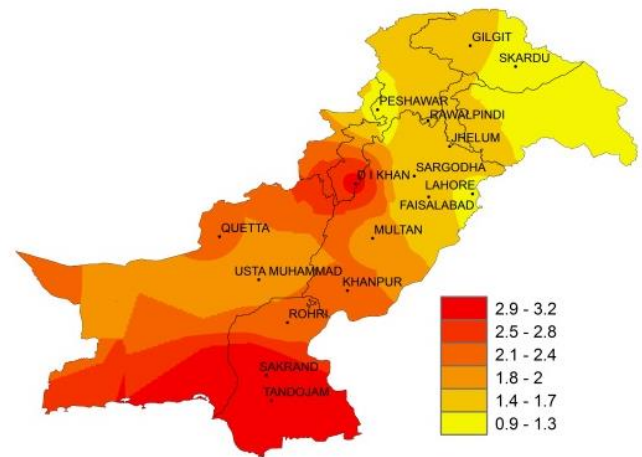 GILGIT
SKARDU
PESHAWAR
RAWALPINDI
JHELUM
D I KHAN
SARGODHA
LAHORE
FAISALABAD
QUETTA
MULTAN
USTA MUHAMMAD
KHANPUR
ROHRI
SAKRAND
TANDOJAM
2.9 - 3.2
2.5 - 2.8
2.1 - 2.4
1.8 - 2
1.4 - 1.7
0.9 - 1.3